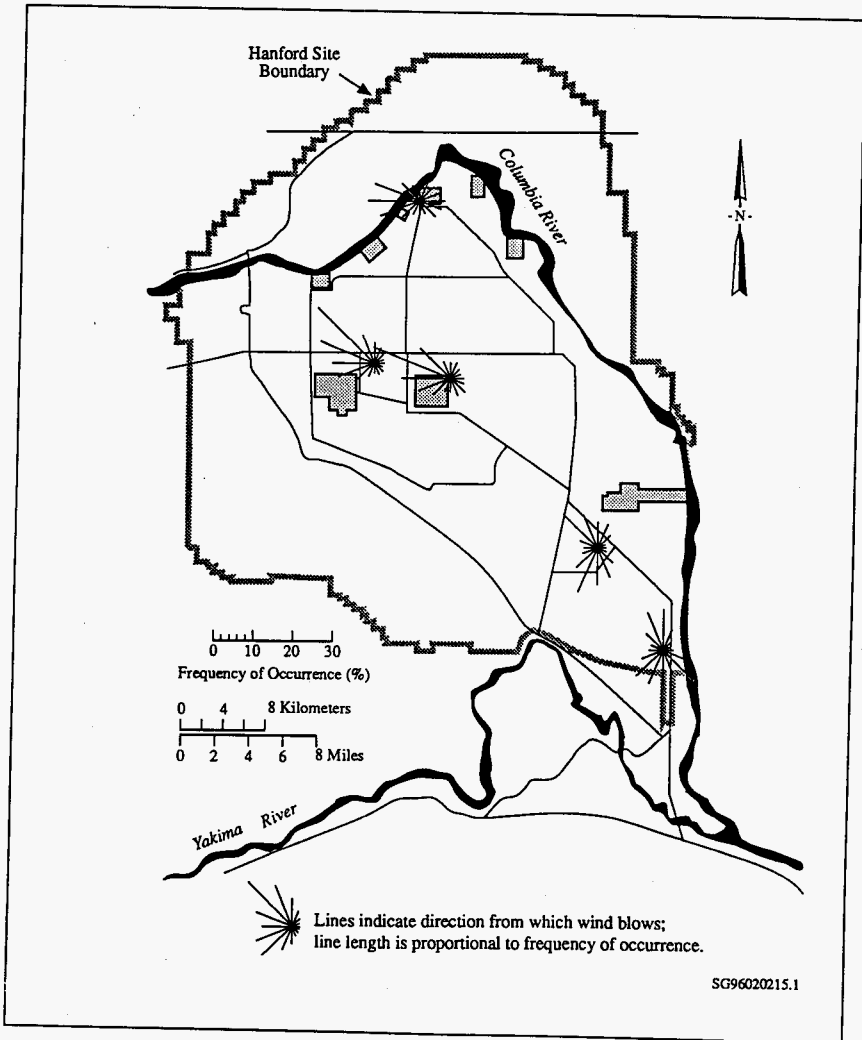 Hanford Site
Boundary
Columbia River
-N-
0 10 20 30
Frequency of Occurrence (%)
0 4 8 Kilometers
0 2 4 6 8 Miles
Yakima River
Lines indicate direction from which wind blows;
line length is proportional to frequency of occurrence.
SG96020215.1